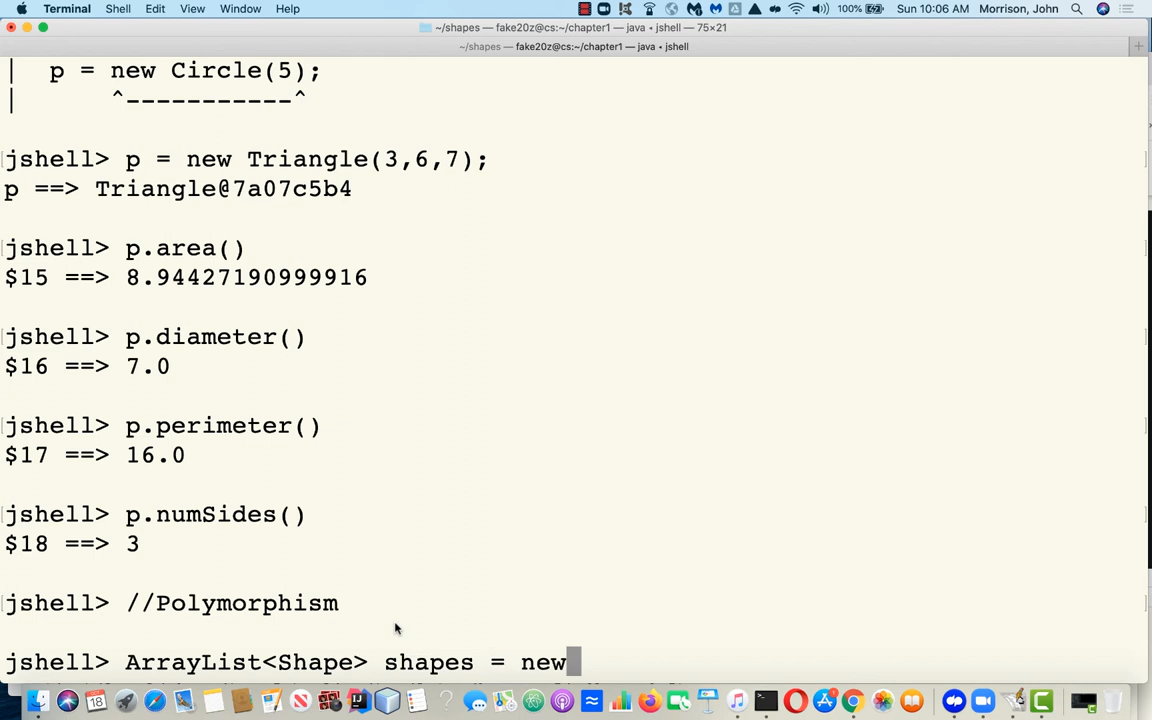 Terminal Shell Edit View Window Help 100% Sun 10:06 AM Morrison, John
~/shapes — fake20z@cs:~/chapter1 — java ◂ jshell — 75×21
~/shapes — fake20z@cs:~/chapter1 — java ◂ jshell
|   p = new Circle(5);
|       ^-----------^
jshell> p = new Triangle(3,6,7);
p ==> Triangle@7a07c5b4
jshell> p.area()
$15 ==> 8.94427190999916
jshell> p.diameter()
$16 ==> 7.0
jshell> p.perimeter()
$17 ==> 16.0
jshell> p.numSides()
$18 ==> 3
jshell> //Polymorphism
jshell> ArrayList<Shape> shapes = new
18